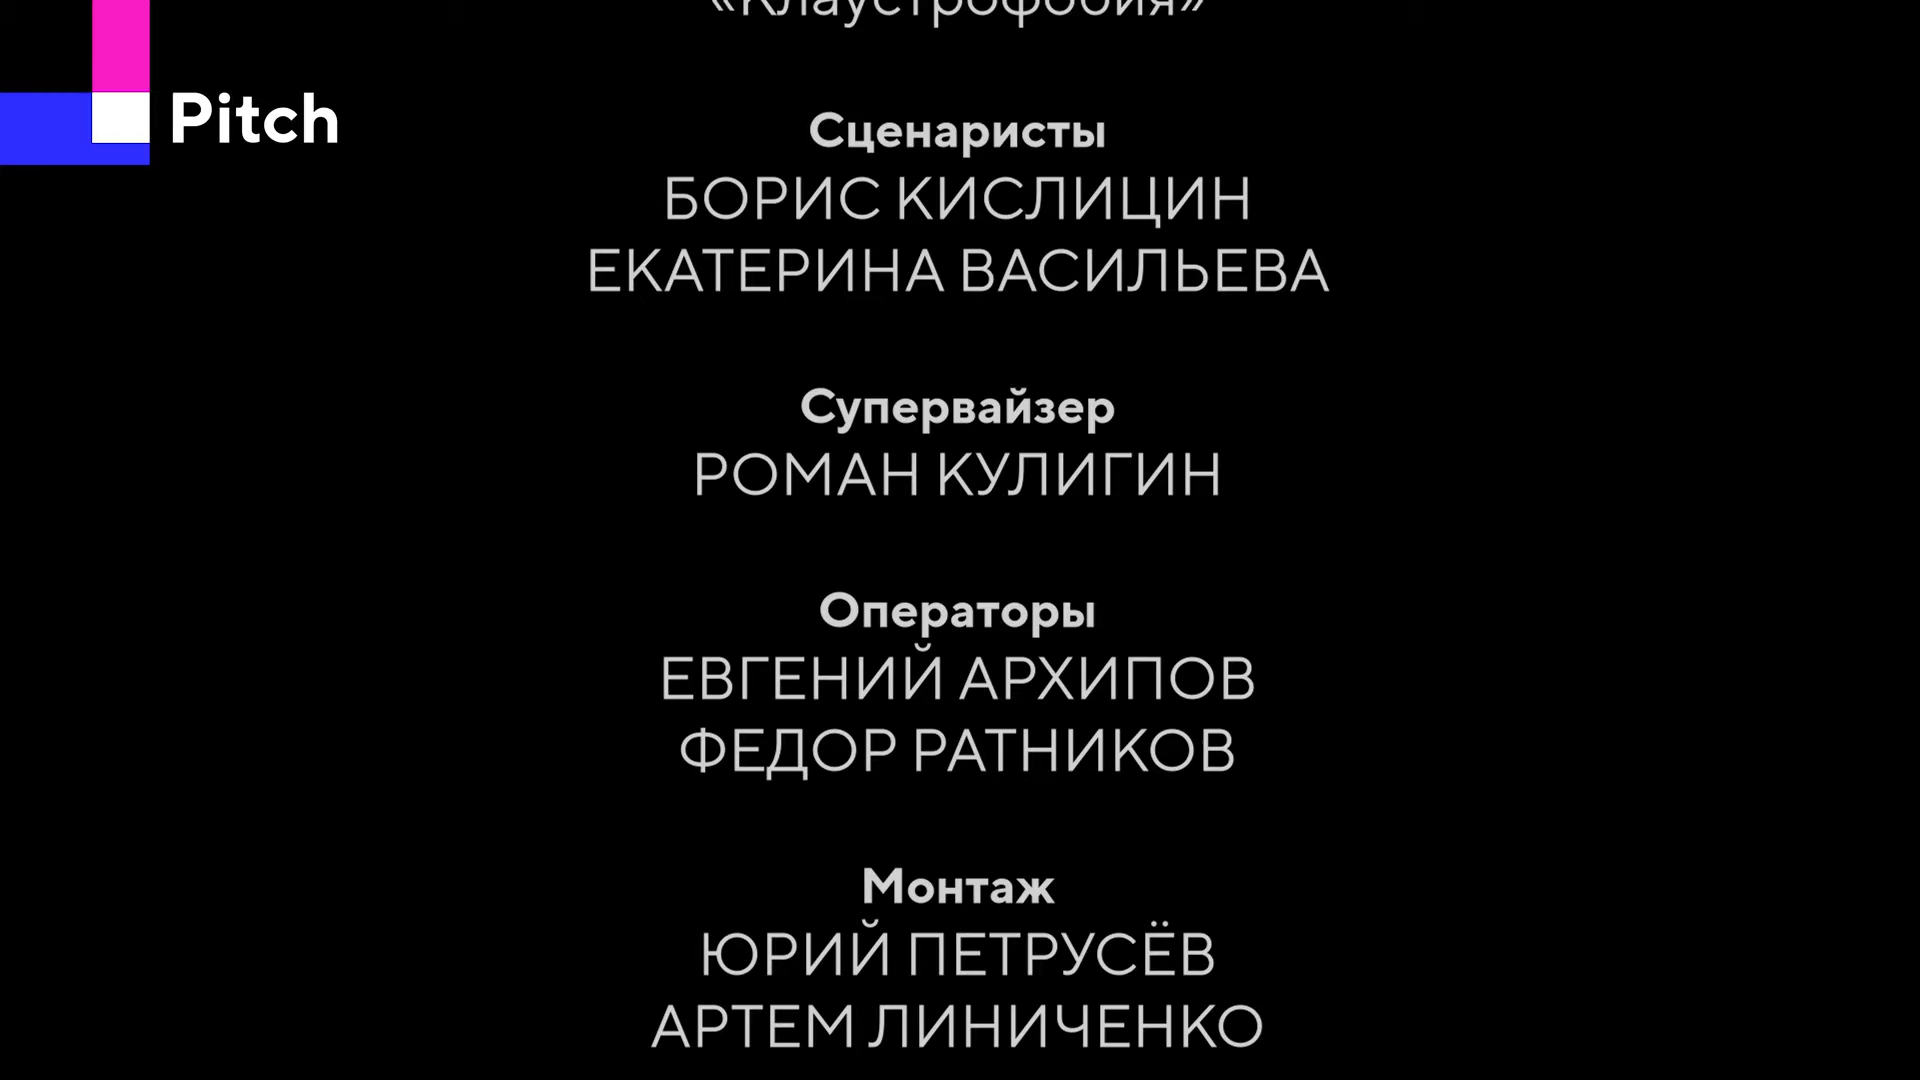 «Клаустрофобия»
Pitch
Сценаристы
БОРИС КИСЛИЦИН
ЕКАТЕРИНА ВАСИЛЬЕВА
Супервайзер
РОМАН КУЛИГИН
Операторы
ЕВГЕНИЙ АРХИПОВ
ФЕДОР РАТНИКОВ
Монтаж
ЮРИЙ ПЕТРУСЁВ
АРТЕМ ЛИНИЧЕНКО